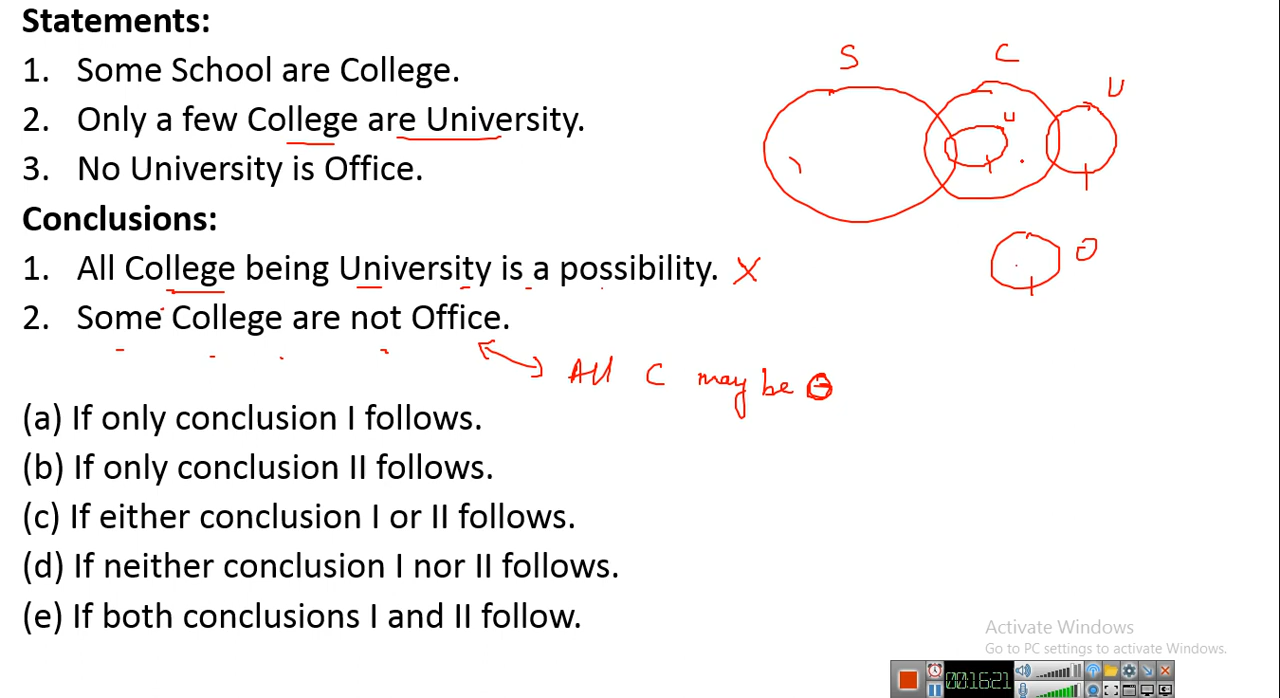 Statements:
1. Some School are College.
2. Only a few College are University.
3. No University is Office.
Conclusions:
1. All College being University is a possibility. X
2. Some College are not Office.
All C may be O
(a) If only conclusion I follows.
(b) If only conclusion II follows.
(c) If either conclusion I or II follows.
(d) If neither conclusion I nor II follows.
(e) If both conclusions I and II follow.
S
C
U
U
O
Activate Windows
Go to PC settings to activate Windows.
00:16:21